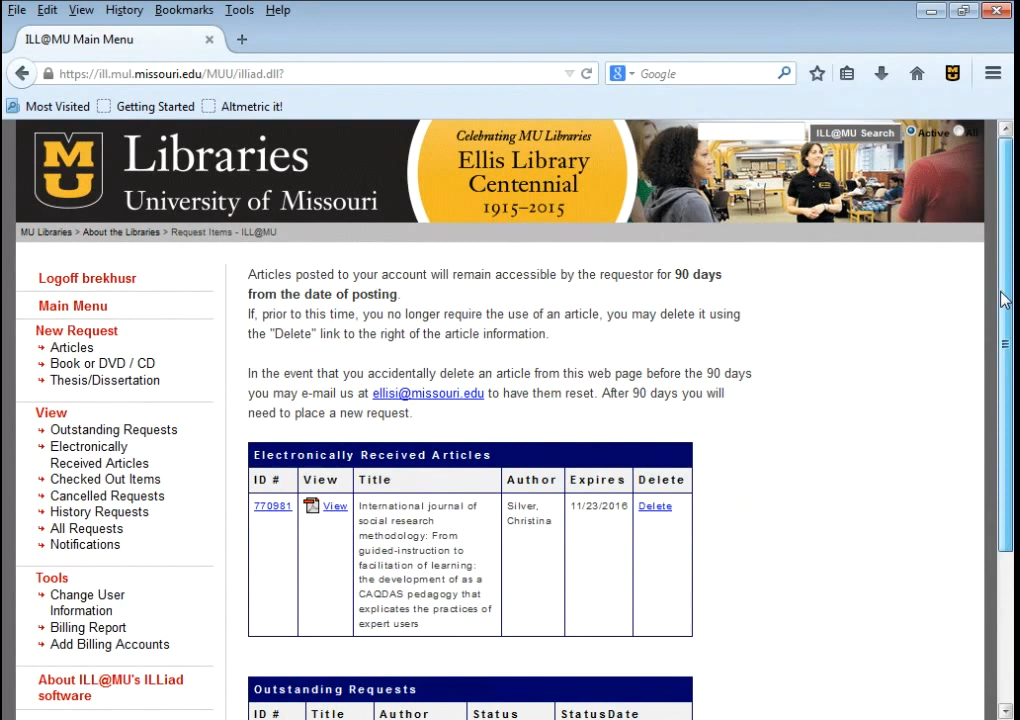 File Edit View History Bookmarks Tools Help
ILL@MU Main Menu
https://ill.mul.missouri.edu/MUU/illiad.dll?
Google
Most Visited Getting Started Altmetric it!
Celebrating MU Libraries
Ellis Library
Centennial
1915–2015
MU
Libraries
University of Missouri
ILL@MU Search Active All
MU Libraries > About the Libraries > Request Items - ILL@MU
Logoff brekhusr
Main Menu
New Request
Articles
Book or DVD / CD
Thesis/Dissertation
View
Outstanding Requests
Electronically
Received Articles
Checked Out Items
Cancelled Requests
History Requests
All Requests
Notifications
Tools
Change User
Information
Billing Report
Add Billing Accounts
About ILL@MU's ILLiad
software
Articles posted to your account will remain accessible by the requestor for 90 days
from the date of posting.
If, prior to this time, you no longer require the use of an article, you may delete it using
the "Delete" link to the right of the article information.
In the event that you accidentally delete an article from this web page before the 90 days
you may e-mail us at ellisi@missouri.edu to have them reset. After 90 days you will
need to place a new request.
Electronically Received Articles
ID # View Title Author Expires Delete
770981 View International journal of Silver, 11/23/2016 Delete
social research Christina
methodology: From
guided-instruction to
facilitation of learning:
the development of as a
CAQDAS pedagogy that
explicates the practices of
expert users
Outstanding Requests
ID # Title Author Status StatusDate